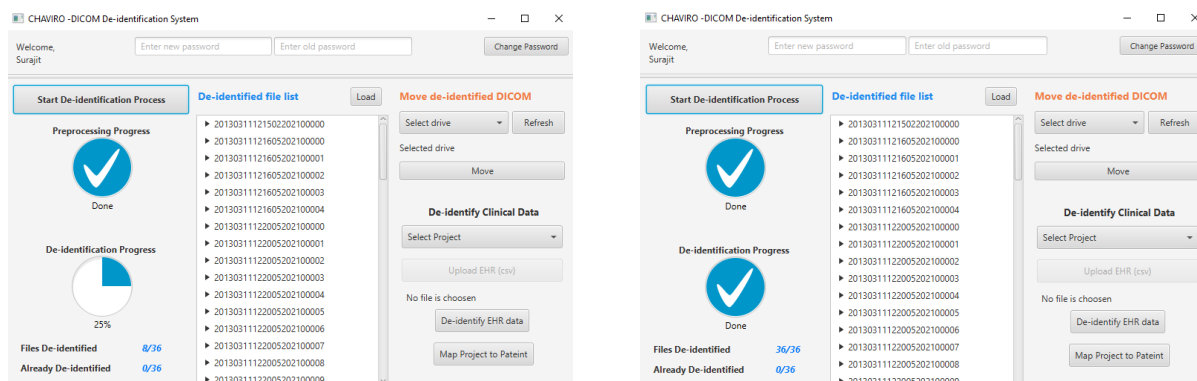 CHAVIRO -DICOM De-identification System
Welcome,
Surajit
Enter new password
Enter old password
Change Password
Start De-identification Process
Preprocessing Progress
Done
De-identification Progress
25%
Files De-identified 8/36
Already De-identified 0/36
De-identified file list
Load
20130311121502202100000
20130311121605202100000
20130311121605202100001
20130311121605202100002
20130311121605202100003
20130311121605202100004
20130311122005202100000
20130311122005202100001
20130311122005202100002
20130311122005202100003
20130311122005202100004
20130311122005202100005
20130311122005202100006
20130311122005202100007
20130311122005202100008
20130311122005202100009
Move de-identified DICOM
Select drive
Refresh
Selected drive
Move
De-identify Clinical Data
Select Project
Upload EHR (csv)
No file is choosen
De-identify EHR data
Map Project to Pateint
CHAVIRO -DICOM De-identification System
Welcome,
Surajit
Enter new password
Enter old password
Change Password
Start De-identification Process
Preprocessing Progress
Done
De-identification Progress
Done
Files De-identified 36/36
Already De-identified 0/36
De-identified file list
Load
20130311121502202100000
20130311121605202100000
20130311121605202100001
20130311121605202100002
20130311121605202100003
20130311121605202100004
20130311122005202100000
20130311122005202100001
20130311122005202100002
20130311122005202100003
20130311122005202100004
20130311122005202100005
20130311122005202100006
20130311122005202100007
20130311122005202100008
Move de-identified DICOM
Select drive
Refresh
Selected drive
Move
De-identify Clinical Data
Select Project
Upload EHR (csv)
No file is choosen
De-identify EHR data
Map Project to Pateint